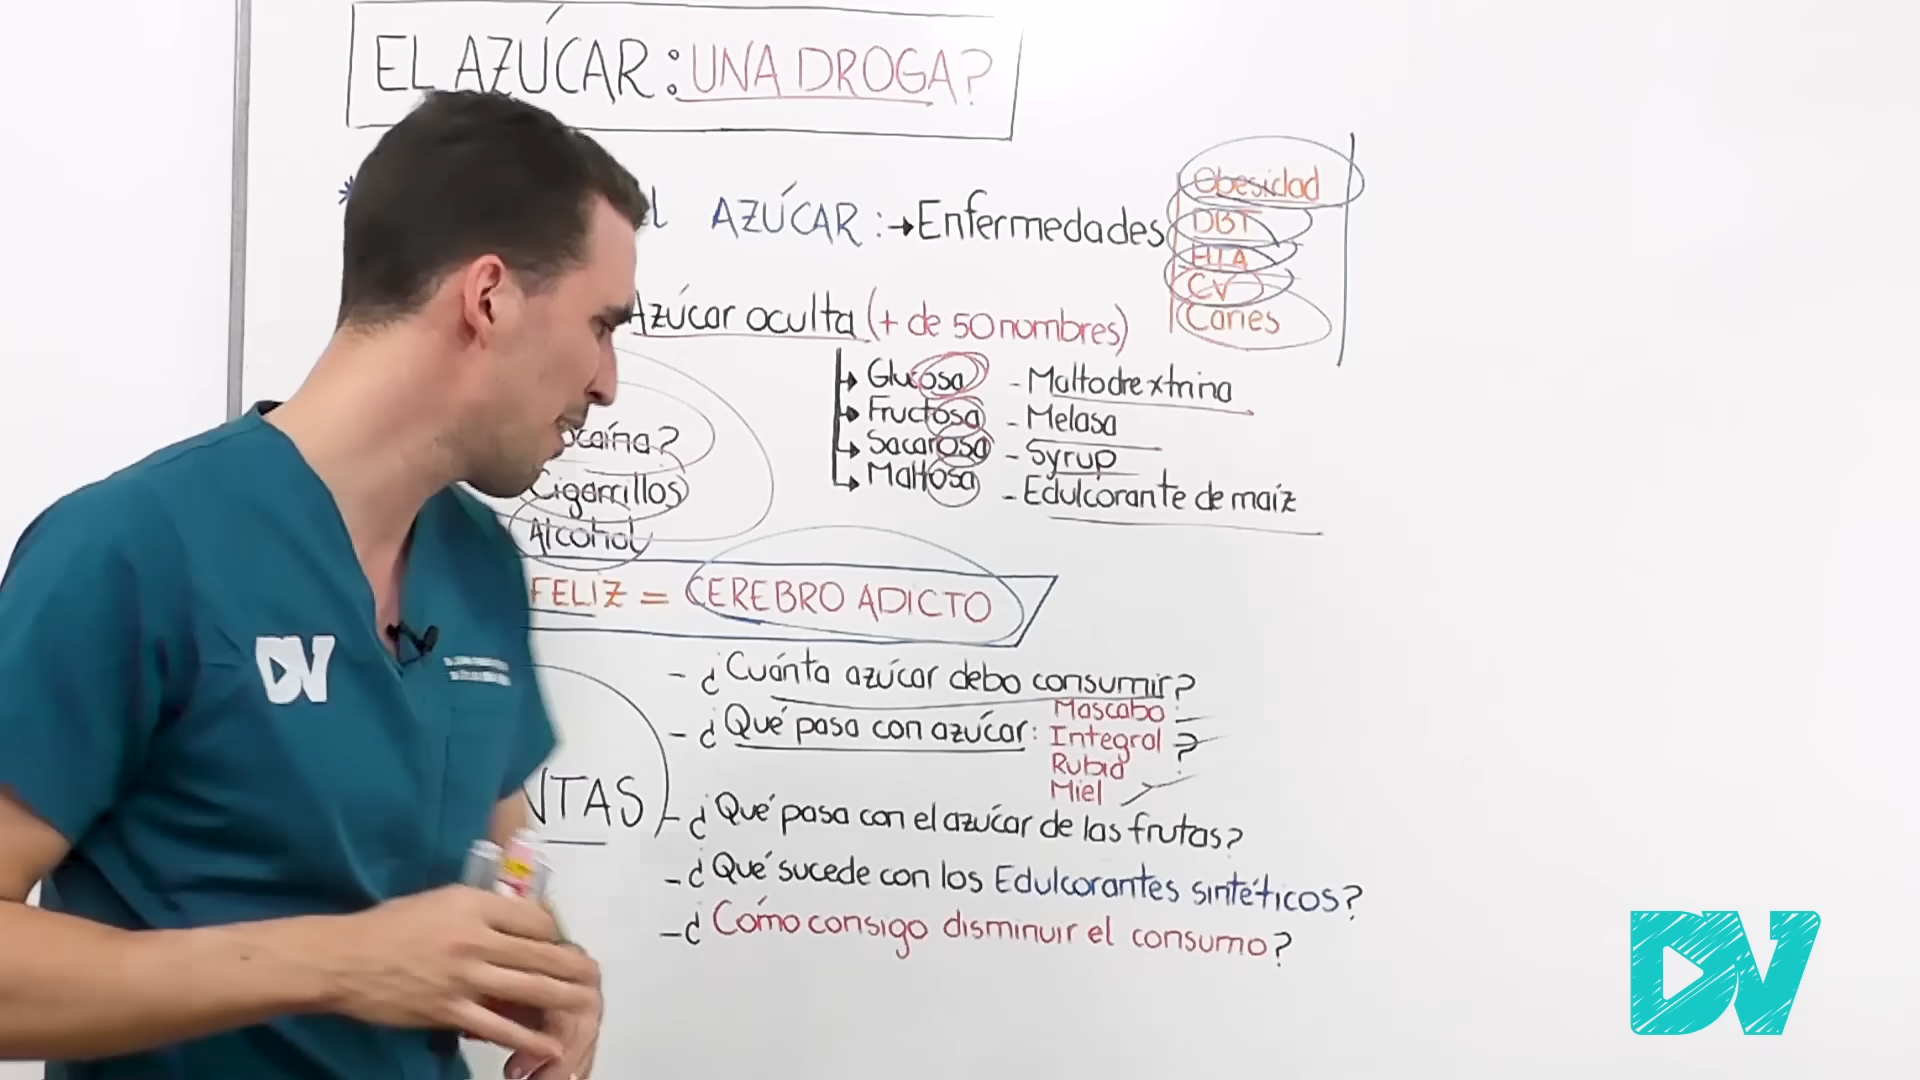 EL AZÚCAR: UNA DROGA?
AZÚCAR: → Enfermedades
Obesidad
DBT
HTA
CV
Caries
Azúcar oculta (+ de 50 nombres)
Glucosa - Maltodrextrina
Fructosa - Melasa
Sacarosa - Syrup
Maltosa - Edulcorante de maíz
ocaína?
Cigarrillos
Alcohol
FELIZ = CEREBRO ADICTO
- ¿Cuánta azúcar debo consumir?
- ¿Qué pasa con azúcar: Mascabo
Integral ?
Rubia
Miel
NTAS
- ¿Qué pasa con el azúcar de las frutas?
- ¿Qué sucede con los Edulcorantes sintéticos?
- ¿Cómo consigo disminuir el consumo?
DV
DV